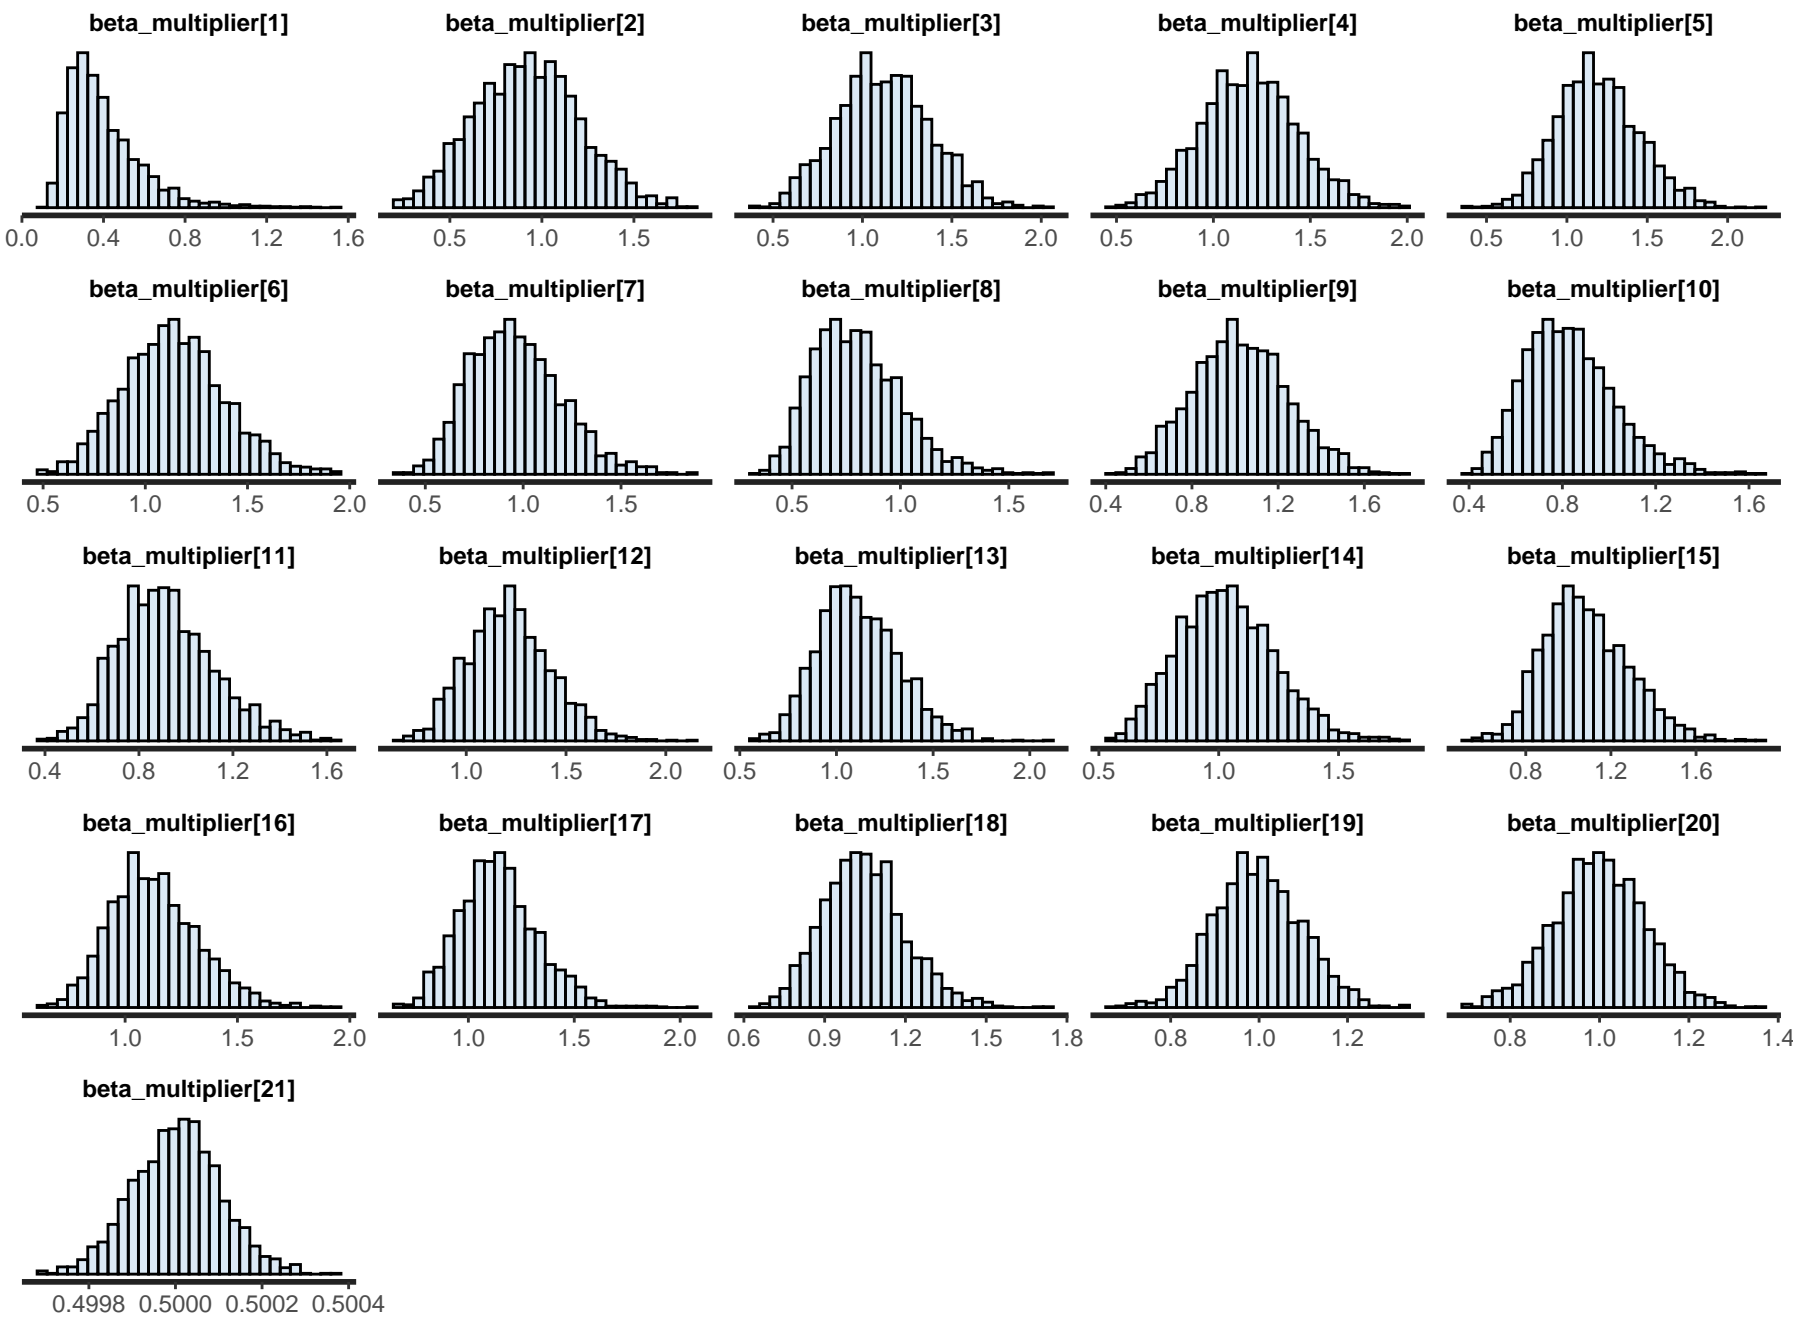 beta_multiplier[1] beta_multiplier[2] beta_multiplier[3] beta_multiplier[4] beta_multiplier[5]
0.0 0.4 0.8 1.2 1.6 0.5 1.0 1.5 0.5 1.0 1.5 2.0 0.5 1.0 1.5 2.0 0.5 1.0 1.5 2.0
beta_multiplier[6] beta_multiplier[7] beta_multiplier[8] beta_multiplier[9] beta_multiplier[10]
0.5 1.0 1.5 2.0 0.5 1.0 1.5 0.5 1.0 1.5 0.4 0.8 1.2 1.6 0.4 0.8 1.2 1.6
beta_multiplier[11] beta_multiplier[12] beta_multiplier[13] beta_multiplier[14] beta_multiplier[15]
0.4 0.8 1.2 1.6 1.0 1.5 2.0 0.5 1.0 1.5 2.0 0.5 1.0 1.5 0.8 1.2 1.6
beta_multiplier[16] beta_multiplier[17] beta_multiplier[18] beta_multiplier[19] beta_multiplier[20]
1.0 1.5 2.0 1.0 1.5 2.0 0.6 0.9 1.2 1.5 1.8 0.8 1.0 1.2 0.8 1.0 1.2 1.4
beta_multiplier[21]
0.4998 0.5000 0.5002 0.5004